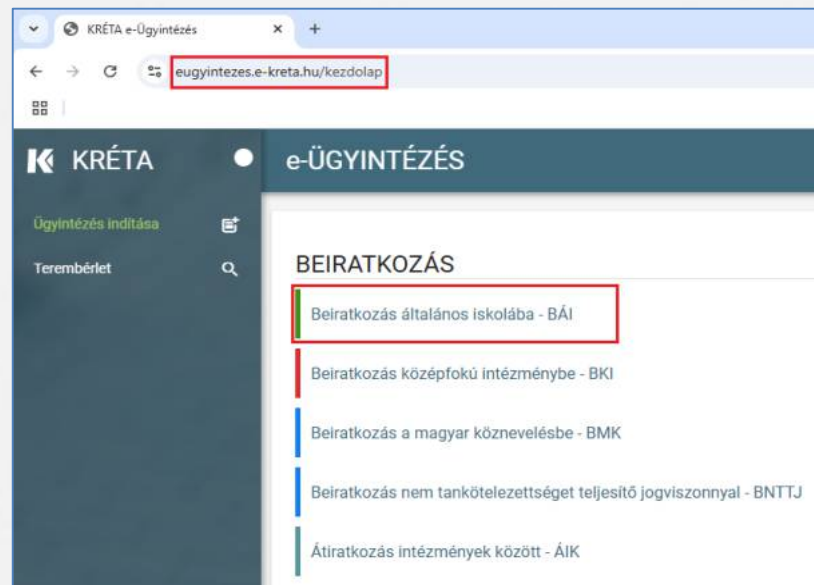 KRÉTA e-Ügyintézés
eugyintezes.e-kreta.hu/kezdolap
KRÉTA
e-ÜGYINTÉZÉS
Ügyintézés indítása
Terembérlet
BEIRATKOZÁS
Beiratkozás általános iskolába - BÁI
Beiratkozás középfokú intézménybe - BKI
Beiratkozás a magyar köznevelésbe - BMK
Beiratkozás nem tankötelezettséget teljesítő jogviszonnyal - BNTTJ
Átiratkozás intézmények között - ÁIK